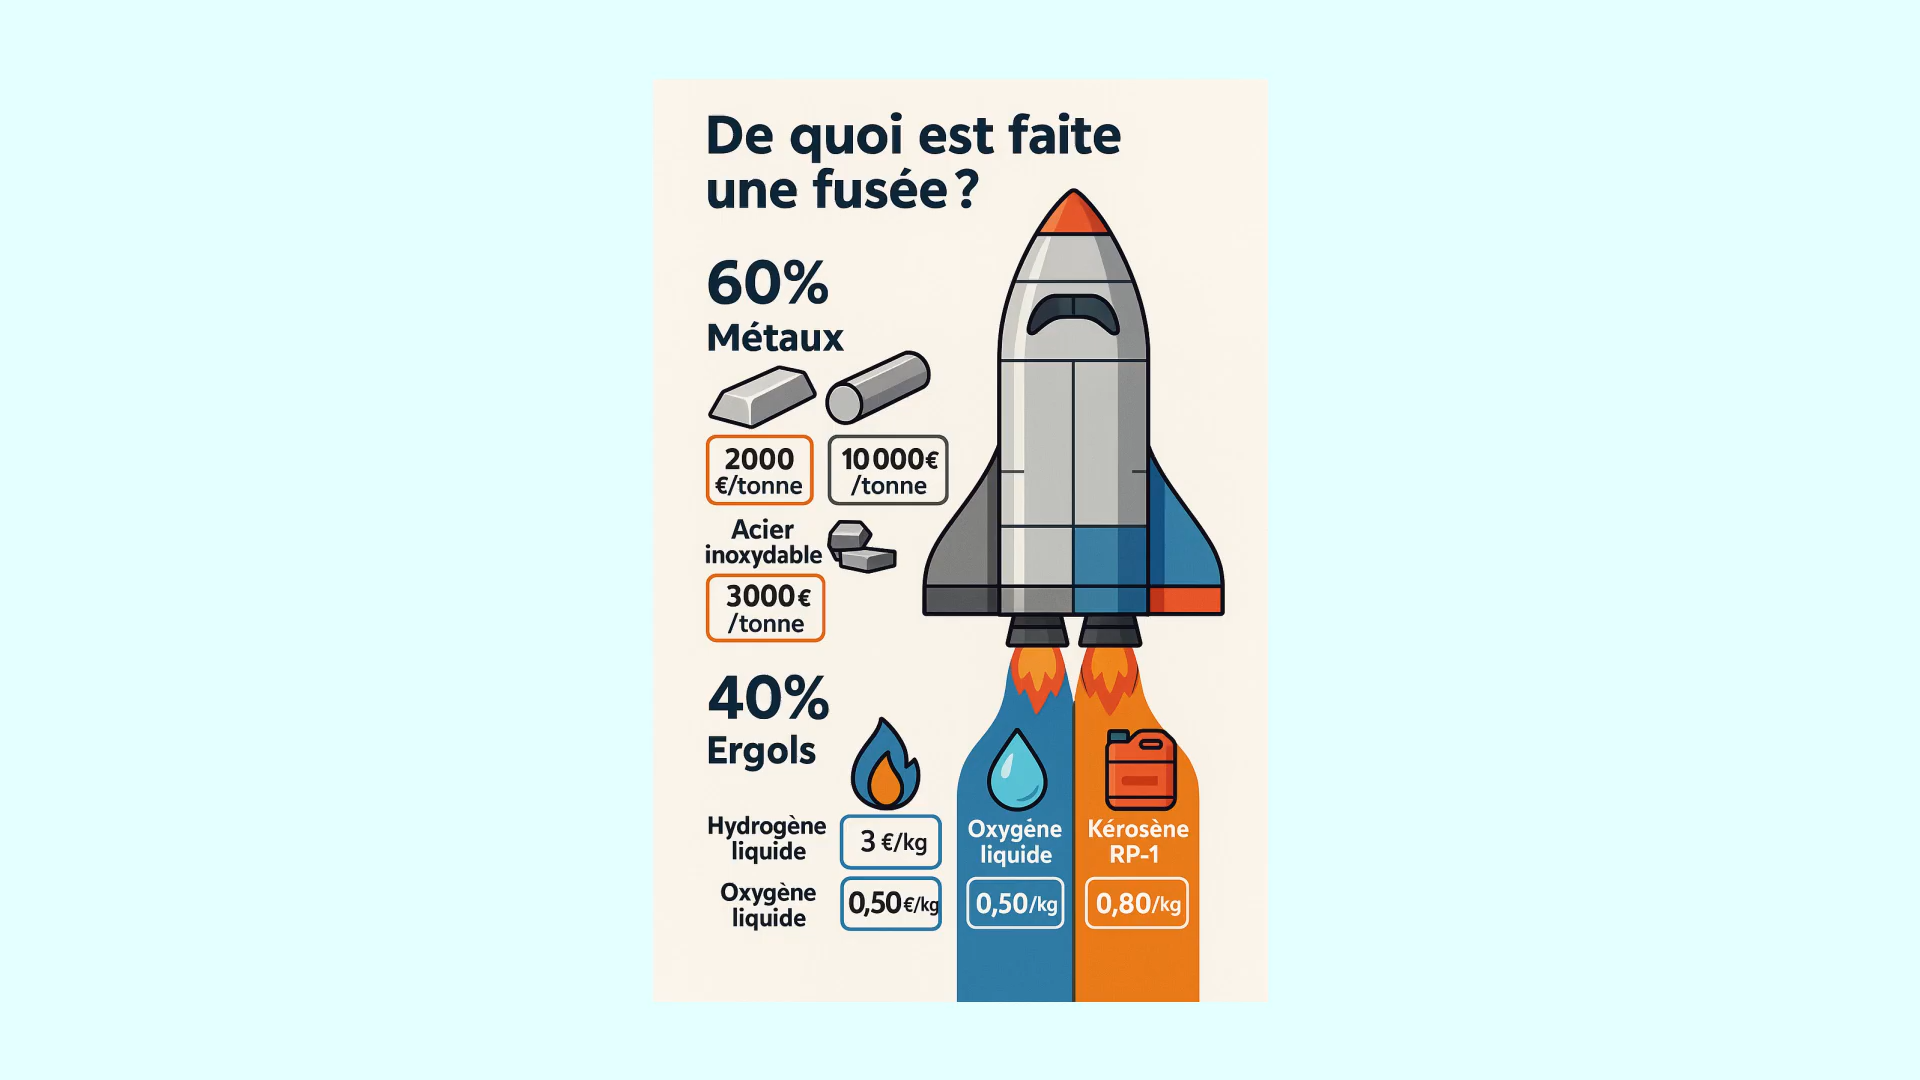 De quoi est faite
une fusée ?
60%
Métaux
2000
€/tonne
10 000€
/tonne
Acier
inoxydable
3000€
/tonne
40%
Ergols
Hydrogène
liquide
3 €/kg
Oxygène
liquide
0,50€/kg
Oxygéne
liquide
0,50/kg
Kérosène
RP-1
0,80/kg